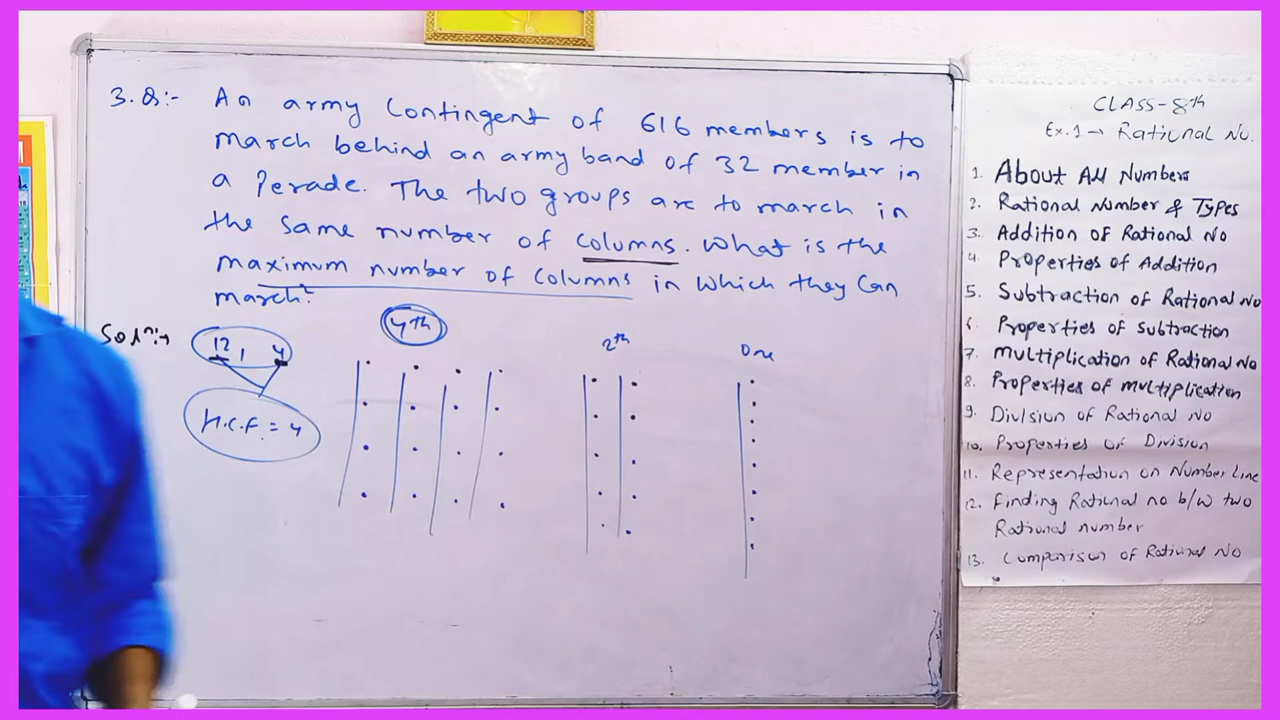 3.Q:- An army contingent of 616 members is to
march behind an army band of 32 member in
a Perade. The two groups are to march in
the same number of columns. What is the
maximum number of columns in which they can
march?
Solⁿ:→
12, 4
H.C.F. = 4
4th
2th
One
CLASS-8th
Ex.1→ Rational No.
1. About All Numbers
2. Rational Number & Types
3. Addition of Rational No
4. Properties of Addition
5. Subtraction of Rational No
6. Properties of Subtraction
7. Multiplication of Rational No
8. Properties of multiplication
9. Division of Rational No
10. Properties of Division
11. Representation on Number Line
12. Finding Rational no b/w two
Rational number
13. Comparison of Rational No